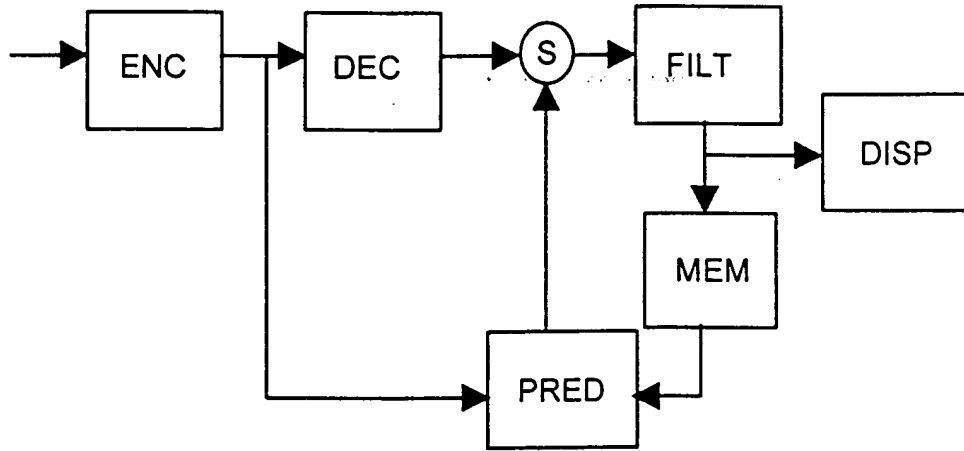 ENC
DEC
S
FILT
DISP
MEM
PRED